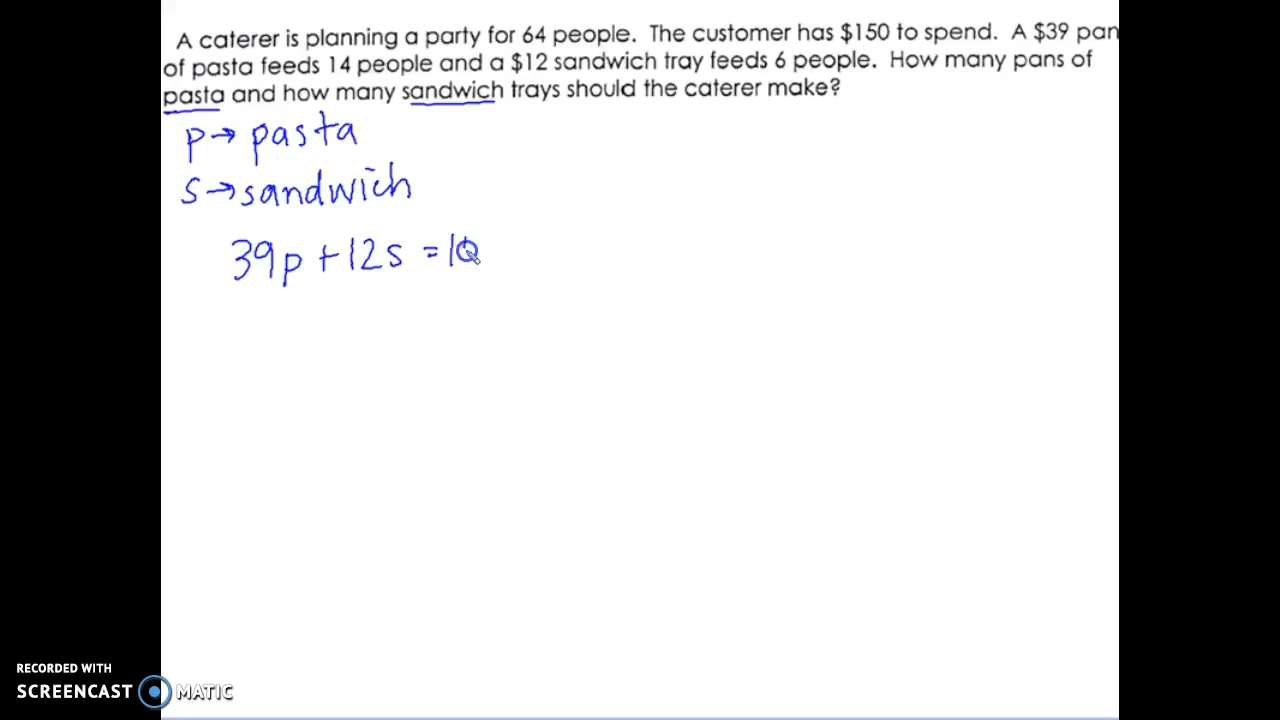 A caterer is planning a party for 64 people. The customer has $150 to spend. A $39 pan
of pasta feeds 14 people and a $12 sandwich tray feeds 6 people. How many pans of
pasta and how many sandwich trays should the caterer make?
p→ pasta
s→sandwich
39p+12s =
RECORDED WITH
SCREENCAST MATIC